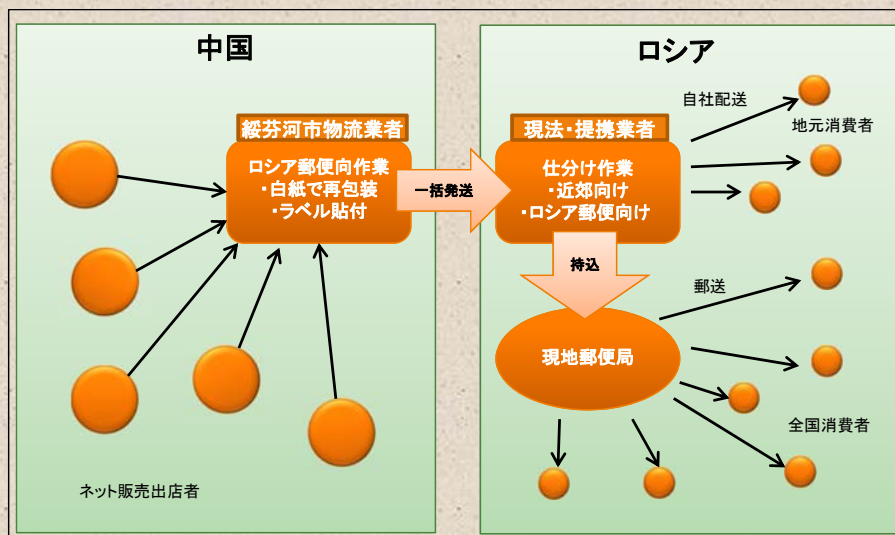 中国
綏芬河市物流業者
ロシア郵便向作業
・白紙で再包装
・ラベル貼付
一括発送
ネット販売出店者
ロシア
現法・提携業者
仕分け作業
・近郊向け
・ロシア郵便向け
自社配送
地元消費者
持込
郵送
現地郵便局
全国消費者